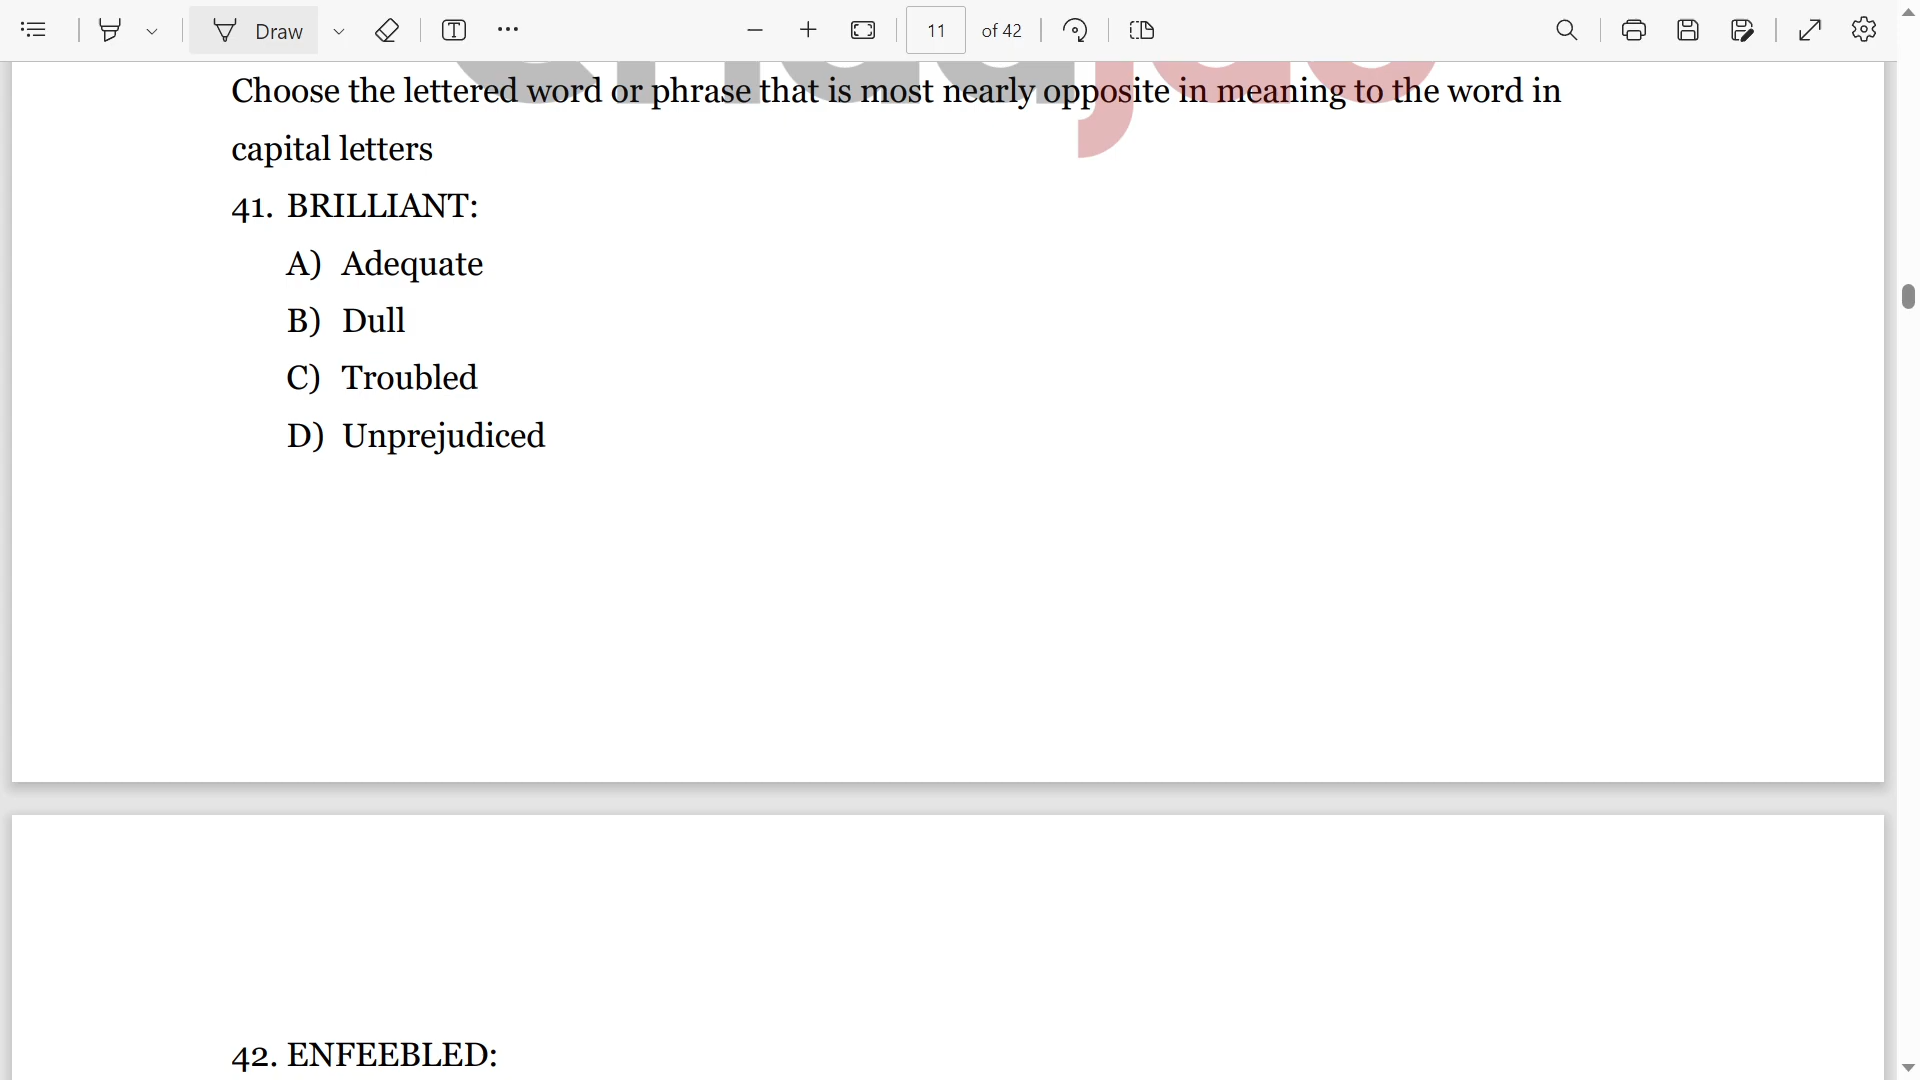 Draw
11
of 42
Choose the lettered word or phrase that is most nearly opposite in meaning to the word in
capital letters
41. BRILLIANT:
A) Adequate
B) Dull
C) Troubled
D) Unprejudiced
42. ENFEEBLED: